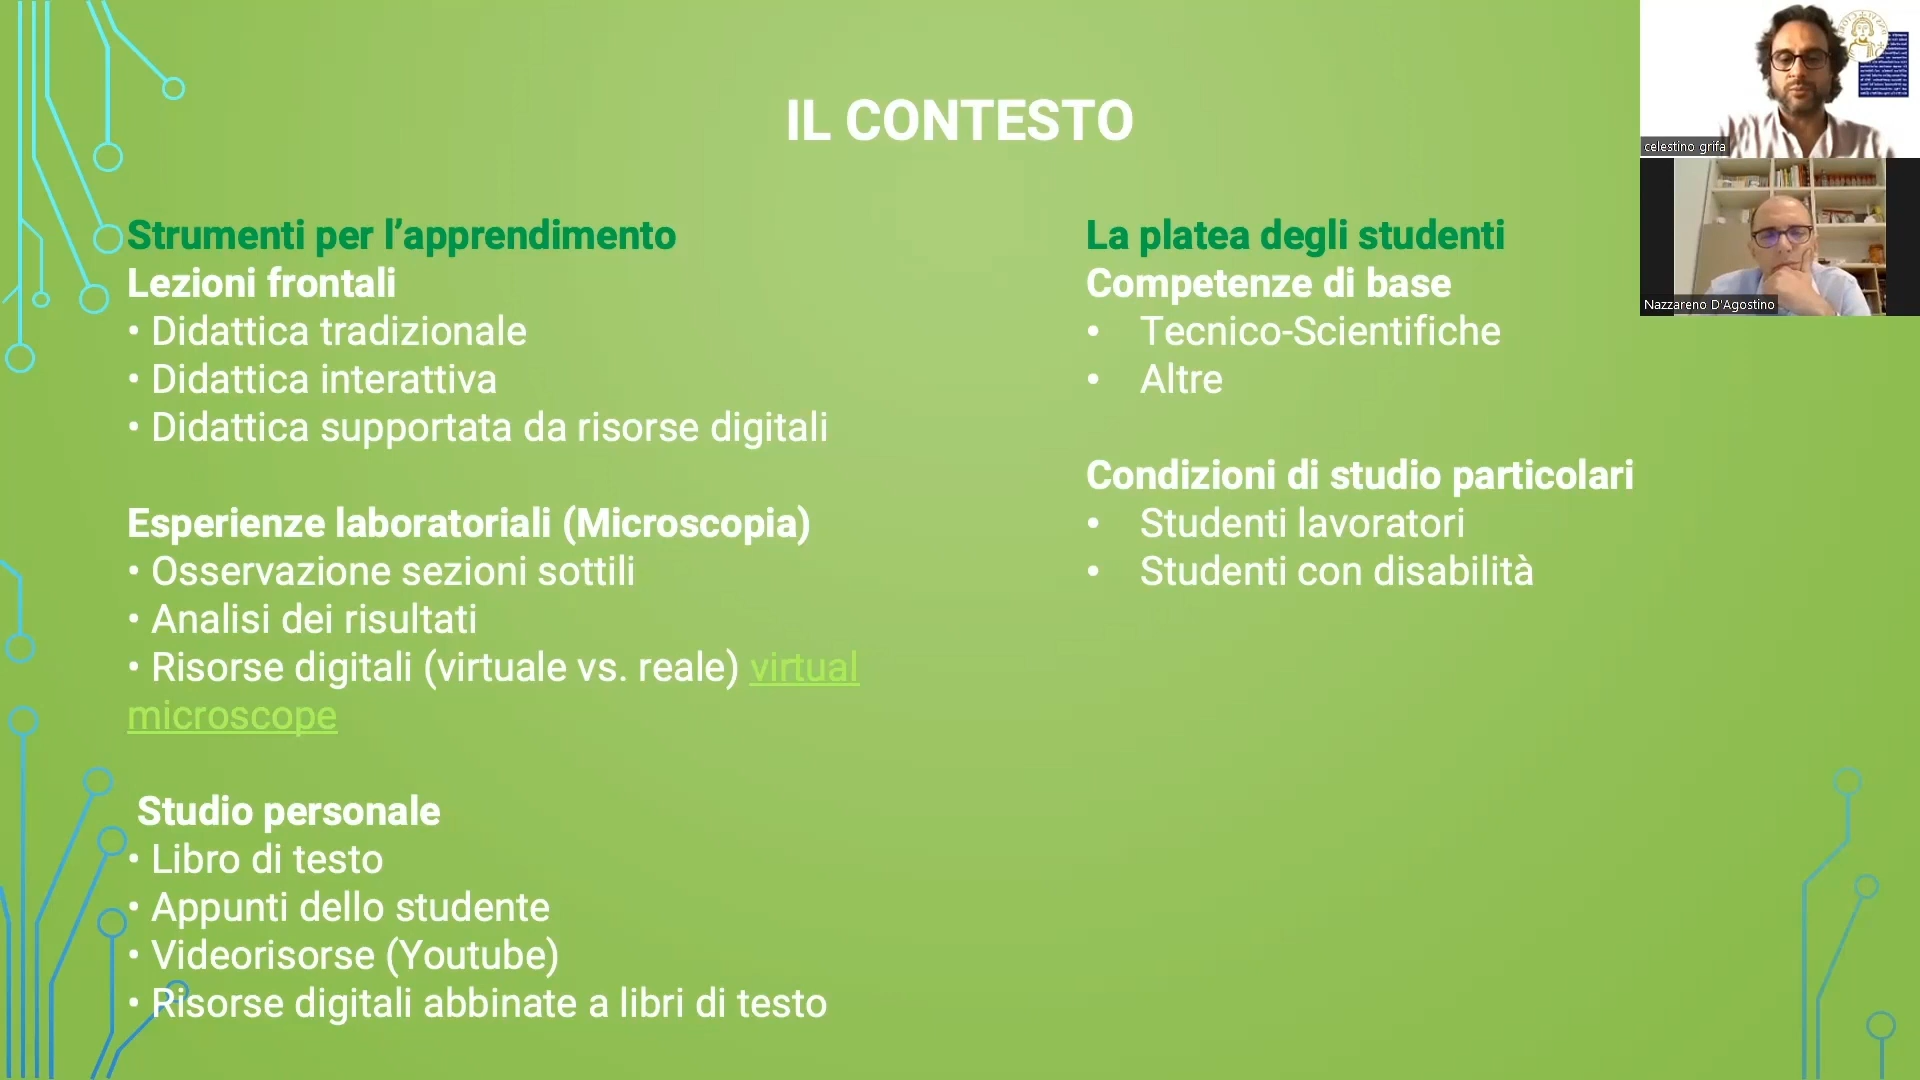 IL CONTESTO
Strumenti per l’apprendimento
Lezioni frontali
• Didattica tradizionale
• Didattica interattiva
• Didattica supportata da risorse digitali
Esperienze laboratoriali (Microscopia)
• Osservazione sezioni sottili
• Analisi dei risultati
• Risorse digitali (virtuale vs. reale) virtual
microscope
Studio personale
• Libro di testo
• Appunti dello studente
• Videorisorse (Youtube)
• Risorse digitali abbinate a libri di testo
La platea degli studenti
Competenze di base
• Tecnico-Scientifiche
• Altre
Condizioni di studio particolari
• Studenti lavoratori
• Studenti con disabilità
celestino grifa
Nazzareno D'Agostino